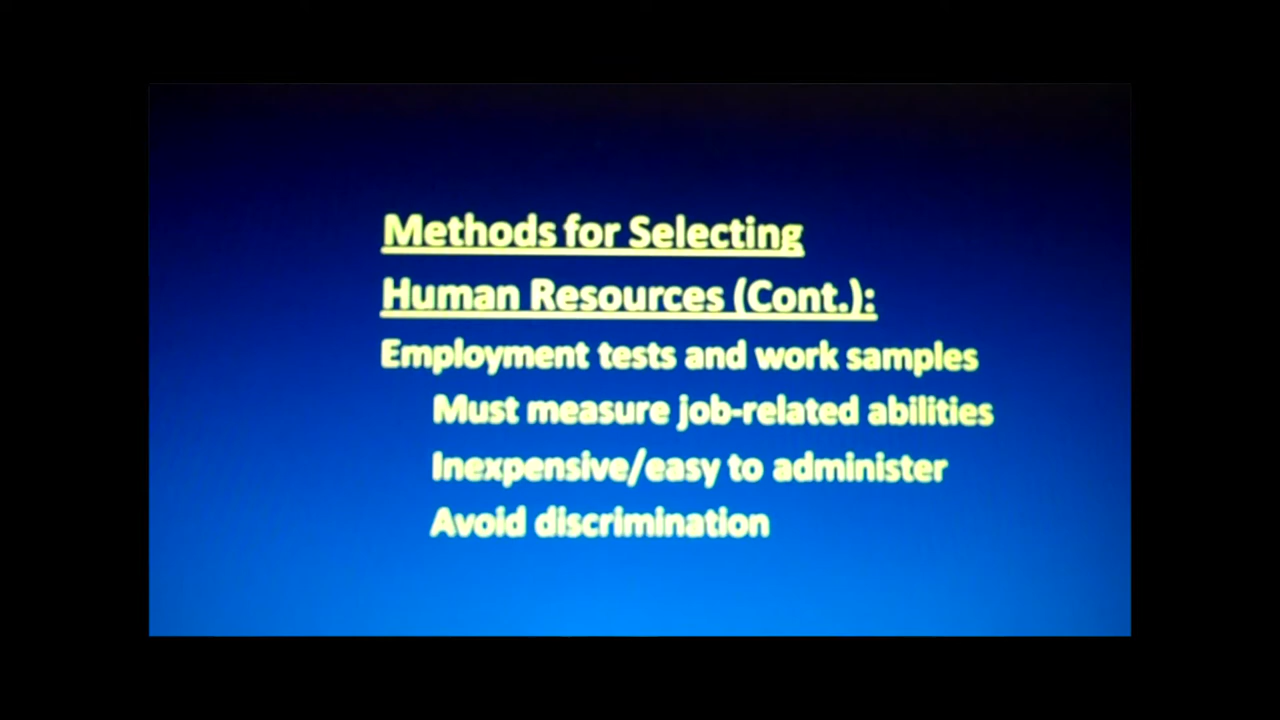 Methods for Selecting
Human Resources (Cont.):
Employment tests and work samples
Must measure job-related abilities
Inexpensive/easy to administer
Avoid discrimination